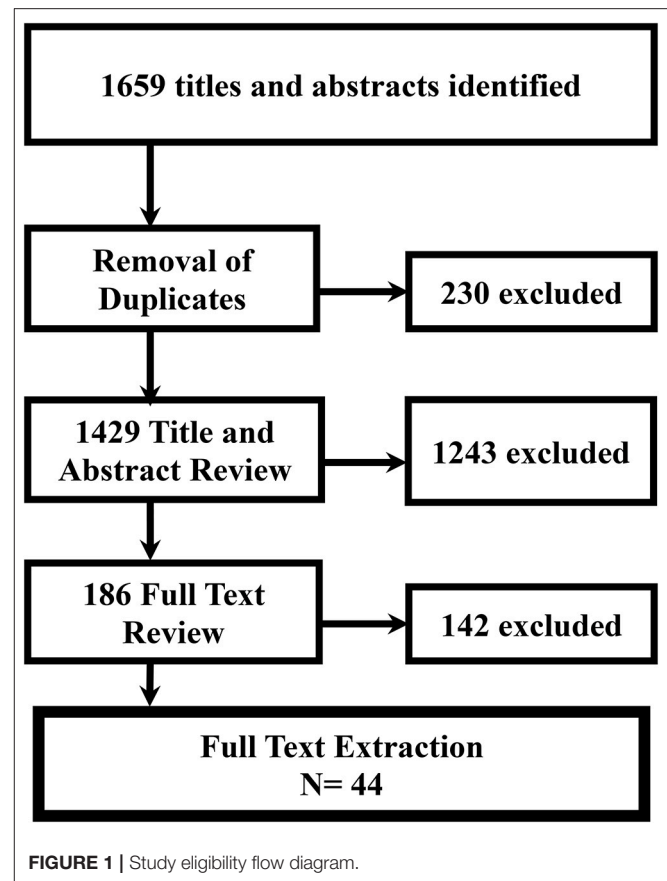 1659 titles and abstracts identified
Removal of
Duplicates
230 excluded
1429 Title and
Abstract Review
1243 excluded
186 Full Text
Review
142 excluded
Full Text Extraction
N= 44
FIGURE 1 | Study eligibility flow diagram.